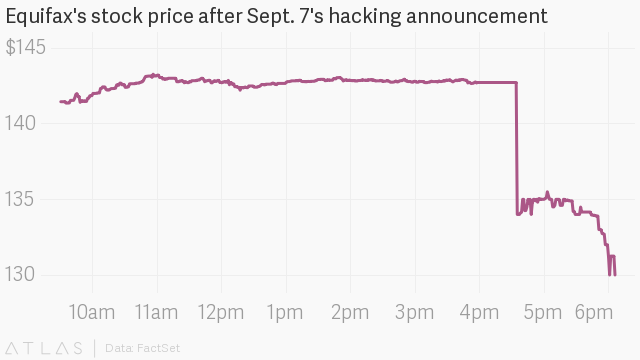 Equifax's stock price after Sept. 7's hacking announcement
$145
140
135
130
10am 11am 12pm 1pm 2pm 3pm 4pm 5pm 6pm
ATLAS | Data: FactSet